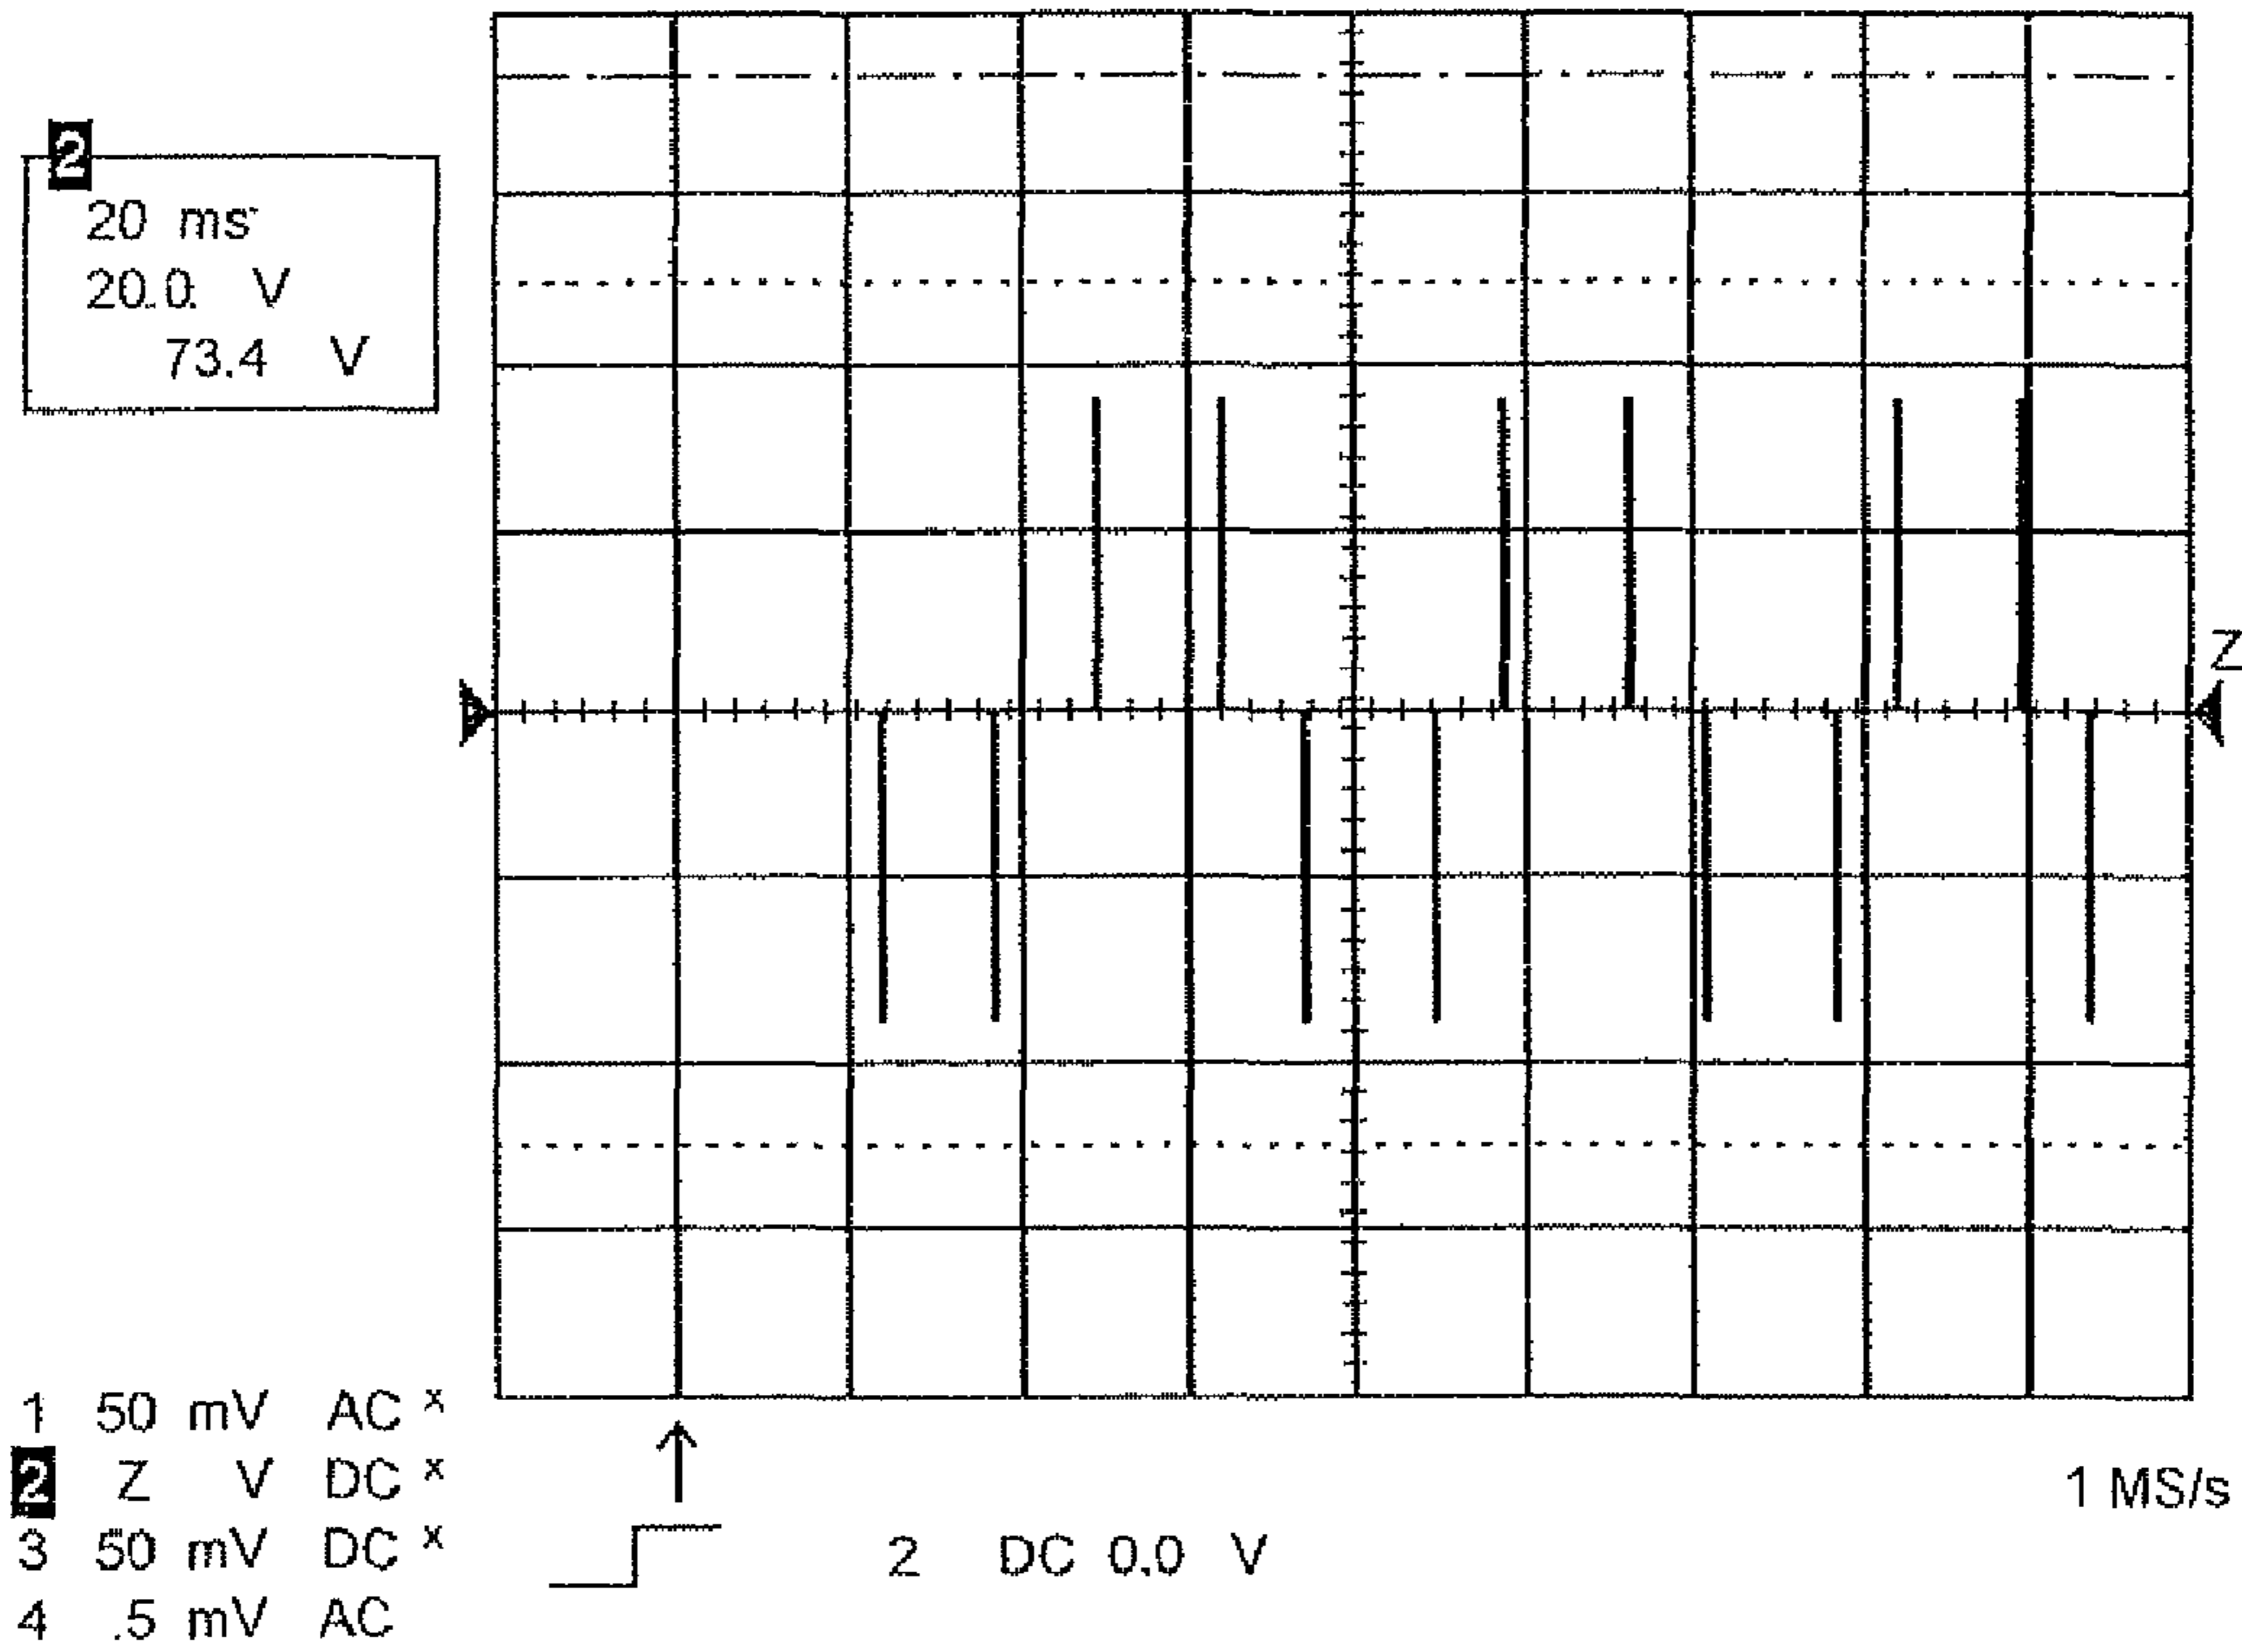 2
20 ms
20.0 V
73.4 V
Z
1 50 mV AC x
2 Z V DC x
3 50 mV DC x
4 .5 mV AC
2 DC 0.0 V
1 MS/s